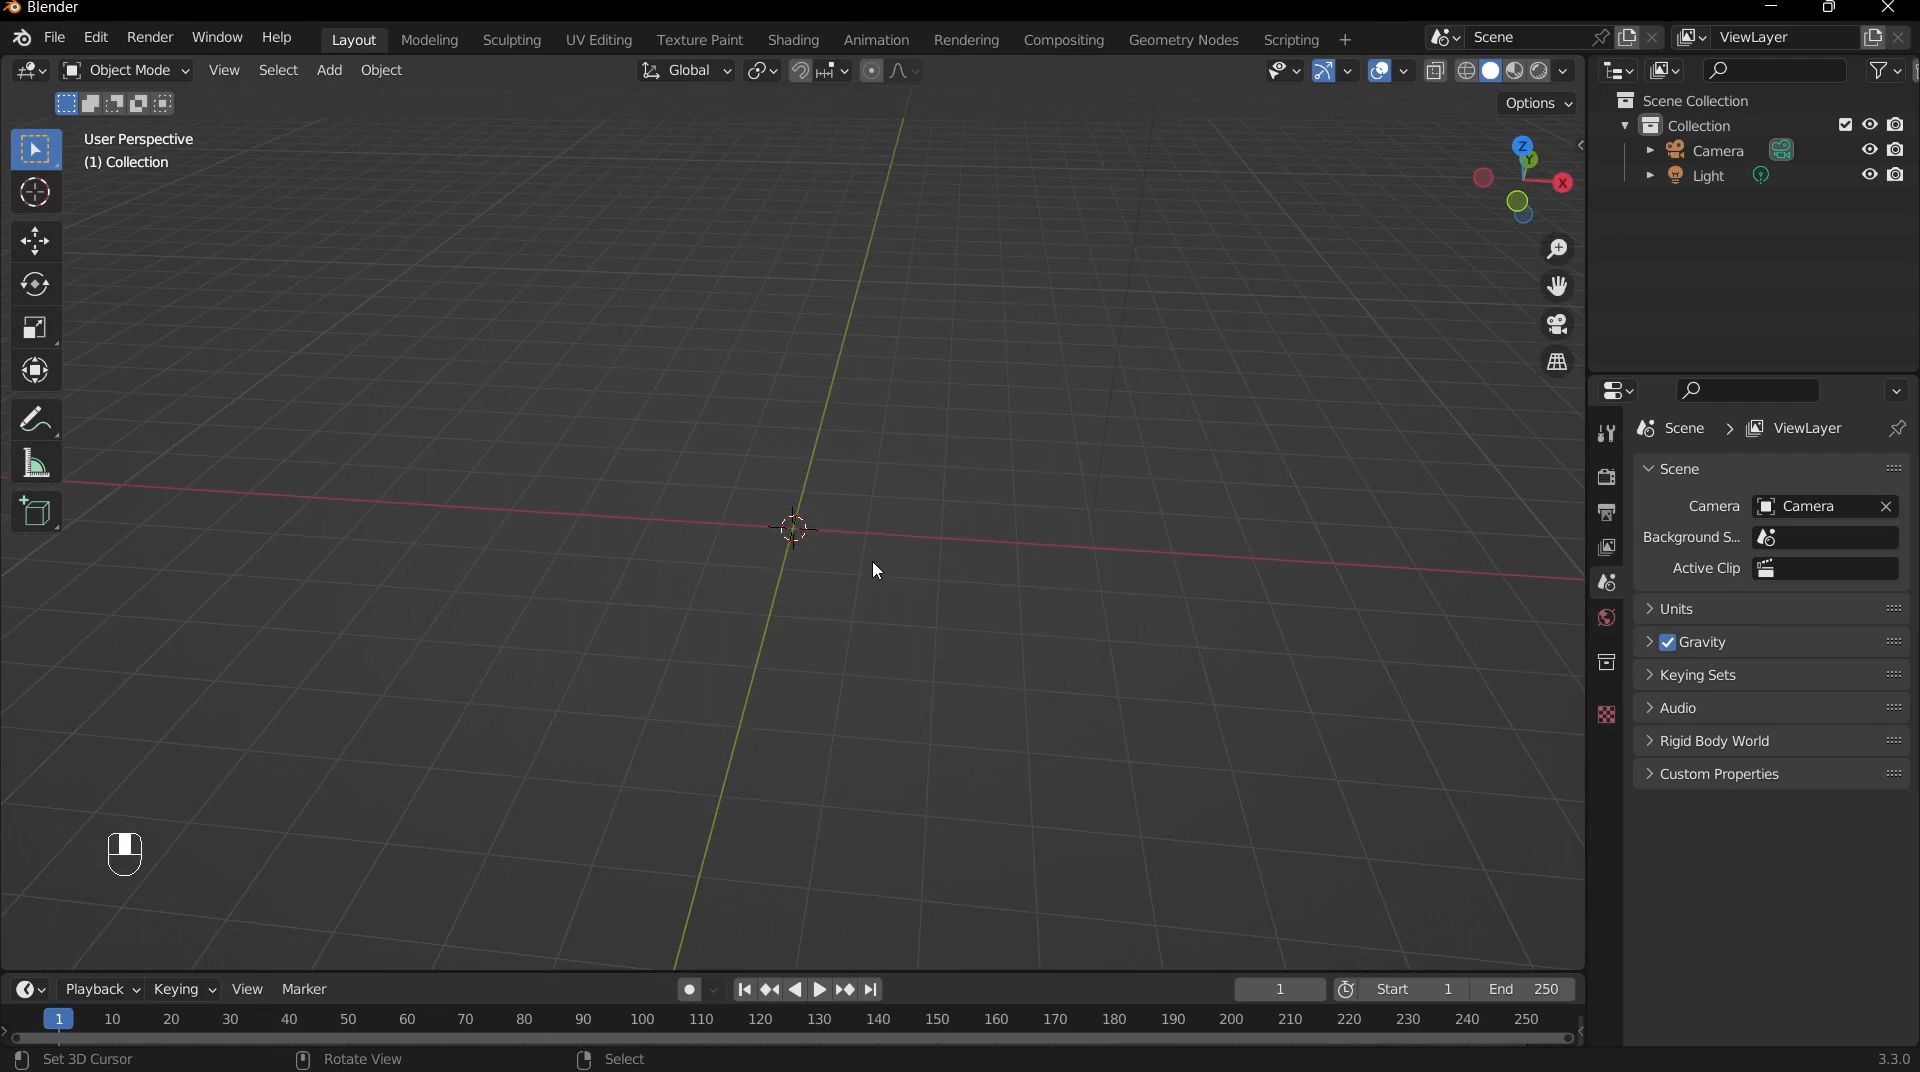 Blender
File Edit Render Window Help Layout Modeling Sculpting UV Editing Texture Paint Shading Animation Rendering Compositing Geometry Nodes Scripting + Scene ViewLayer
Object Mode View Select Add Object Global
Options
User Perspective
(1) Collection
Z
Y
X
Scene Collection
Collection
Camera
Light
Scene > ViewLayer
Scene
Camera Camera
Background S...
Active Clip
Units
Gravity
Keying Sets
Audio
Rigid Body World
Custom Properties
Playback Keying View Marker 1 Start 1 End 250
1 10 20 30 40 50 60 70 80 90 100 110 120 130 140 150 160 170 180 190 200 210 220 230 240 250
Set 3D Cursor Rotate View Select 3.3.0